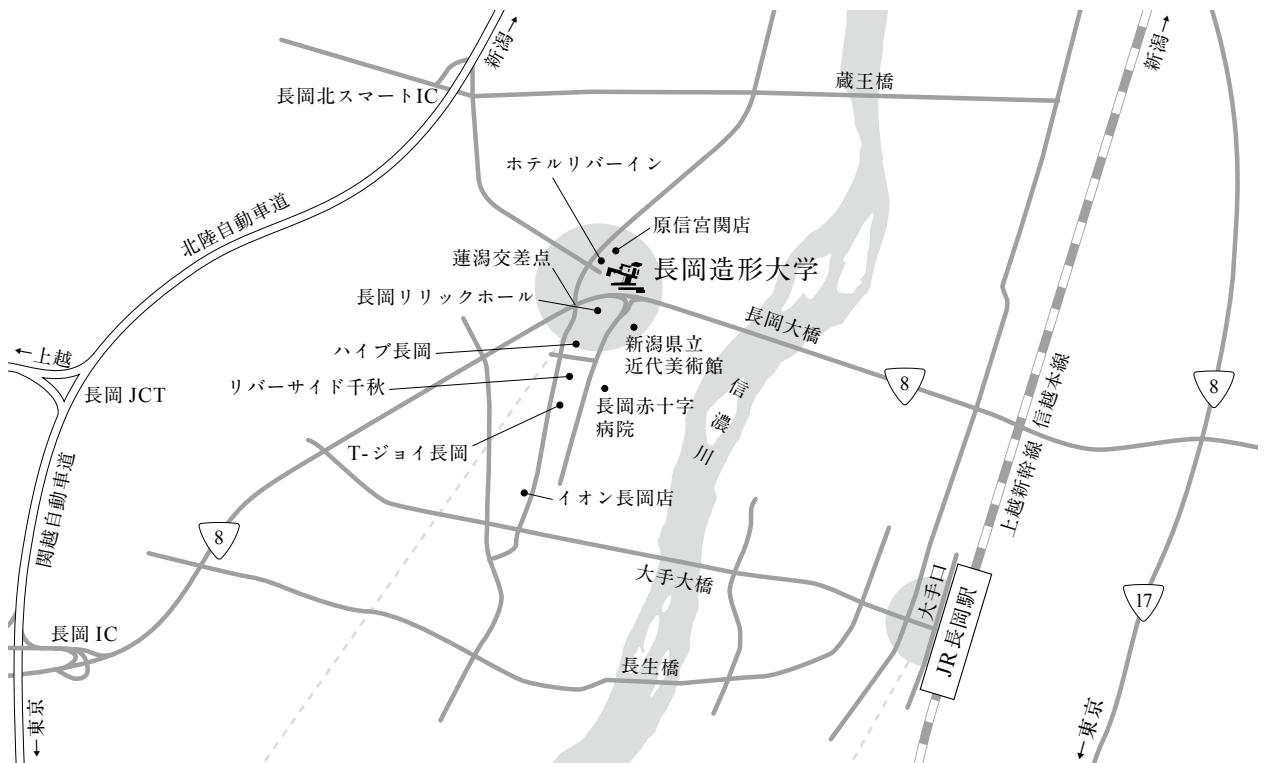 新潟→
新潟→
長岡北スマートIC
蔵王橋
ホテルリバーイン
北陸自動車道
原信宮関店
蓮潟交差点
長岡造形大学
長岡リリックホール
長岡大橋
←上越
ハイブ長岡
新潟県立
近代美術館
長岡 JCT
リバーサイド千秋
8
8
信濃川
長岡赤十字
病院
上越新幹線 信越本線
T-ジョイ長岡
関越自動車道
イオン長岡店
8
大手大橋
大手口
JR長岡駅
17
長岡 IC
長生橋
←東京
←東京